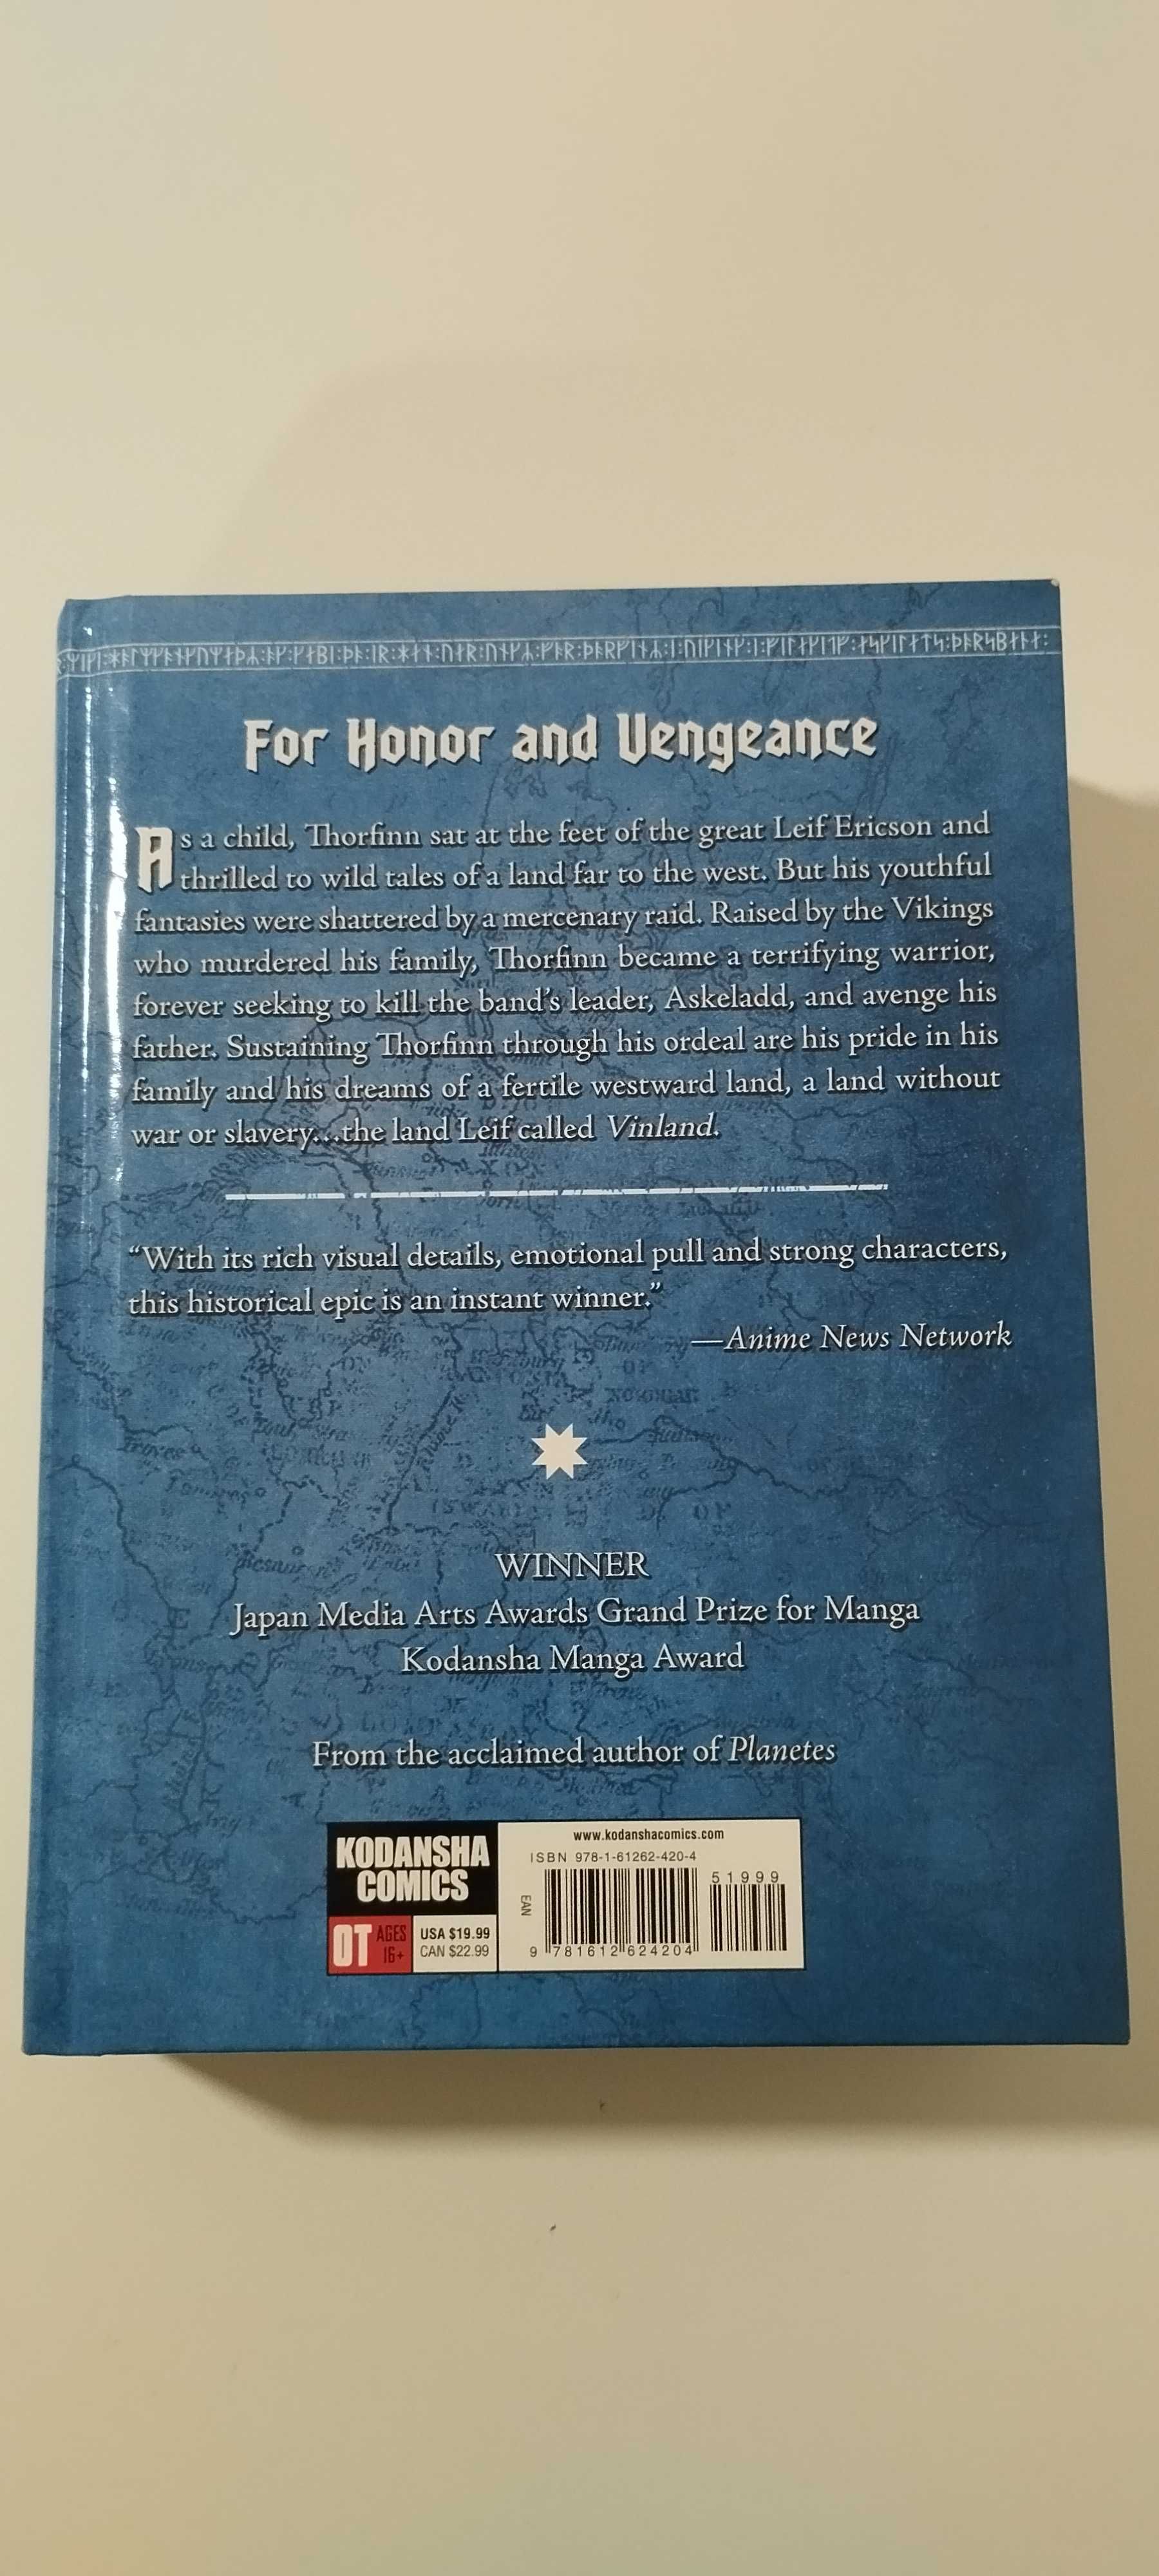 For Honor and Vengeance
As a child, Thorfinn sat at the feet of the great Leif Ericson and
thrilled to wild tales of a land far to the west. But his youthful
fantasies were shattered by a mercenary raid. Raised by the Vikings
who murdered his family, Thorfinn became a terrifying warrior,
forever seeking to kill the band's leader, Askeladd, and avenge his
father. Sustaining Thorfinn through his ordeal are his pride in his
family and his dreams of a fertile westward land, a land without
war or slavery…the land Leif called Vinland.
“With its rich visual details, emotional pull and strong characters,
this historical epic is an instant winner.”
—Anime News Network
WINNER
Japan Media Arts Awards Grand Prize for Manga
Kodansha Manga Award
From the acclaimed author of Planetes
KODANSHA
COMICS
OT AGES
16+
USA $19.99
CAN $22.99
www.kodanshacomics.com
ISBN 978-1-61262-420-4
51999
EAN
9 781612 624204